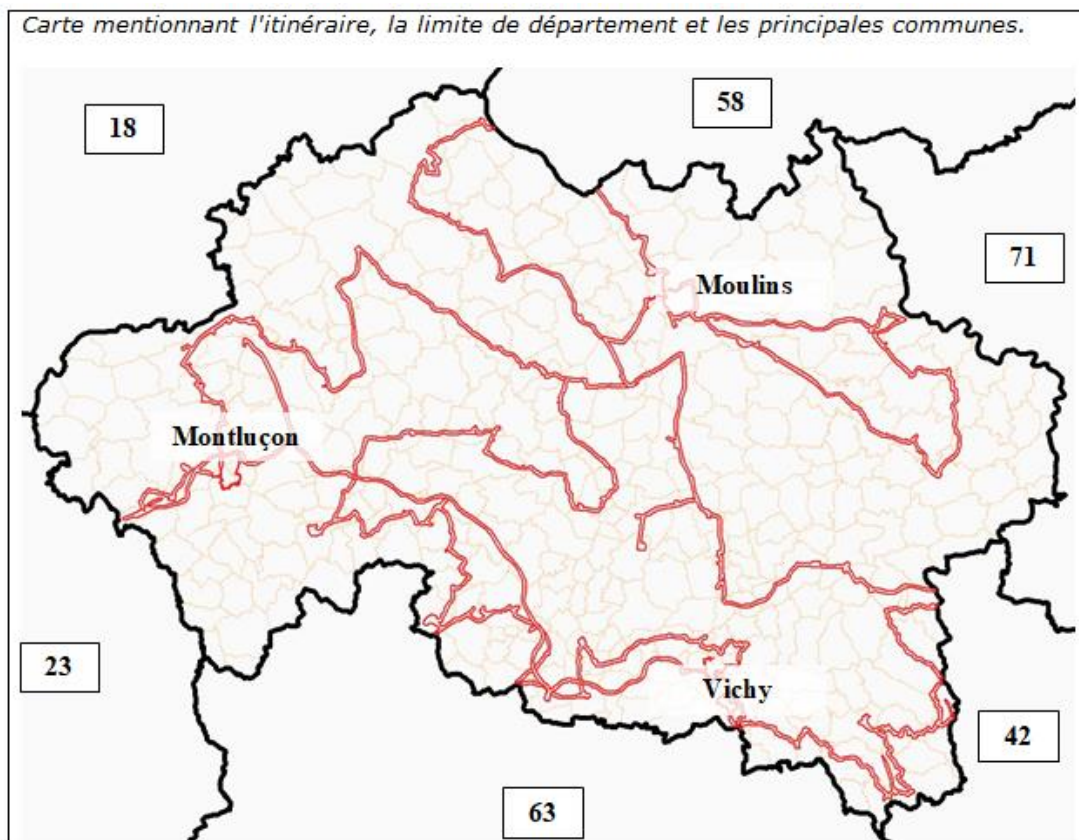 Carte mentionnant l'itinéraire, la limite de département et les principales communes.
18
58
71
Moulins
Montluçon
23
Vichy
42
63